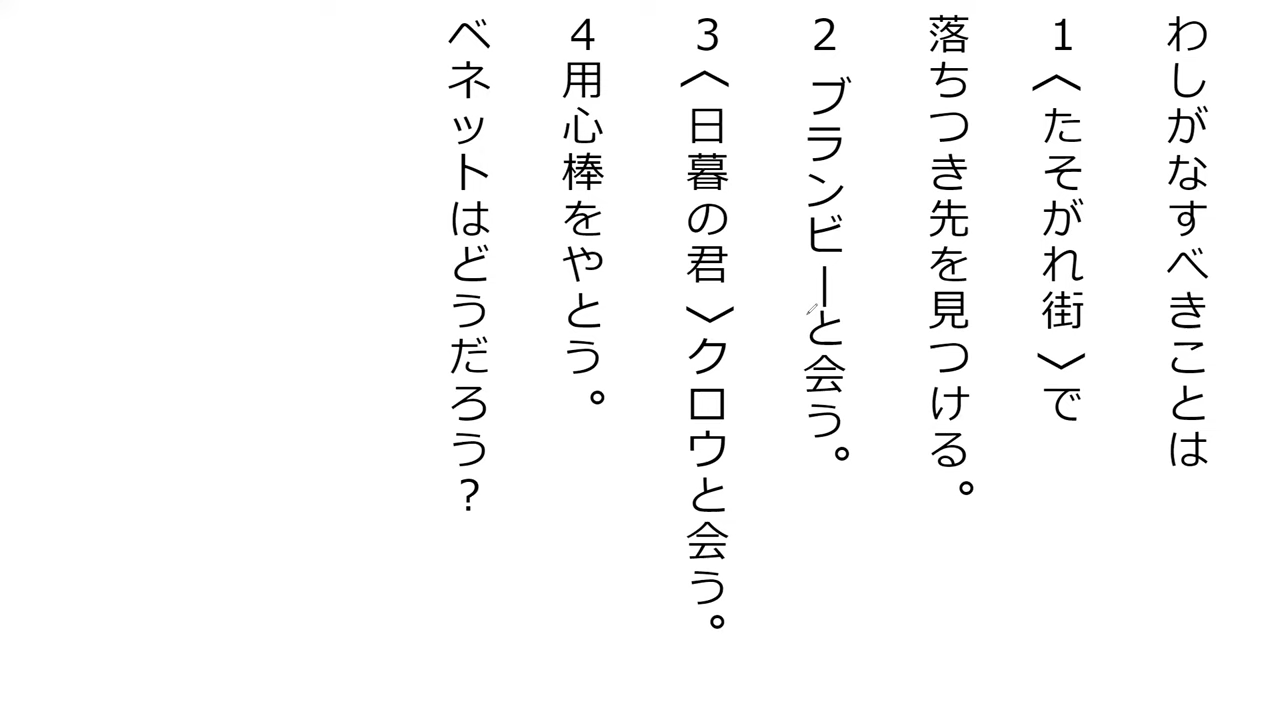 わしがなすべきことは
1〈たそがれ街〉で
落ちつき先を見つける。
2 ブランビーと会う。
3〈日暮の君〉クロウと会う。
4用心棒をやとう。
ベネットはどうだろう?